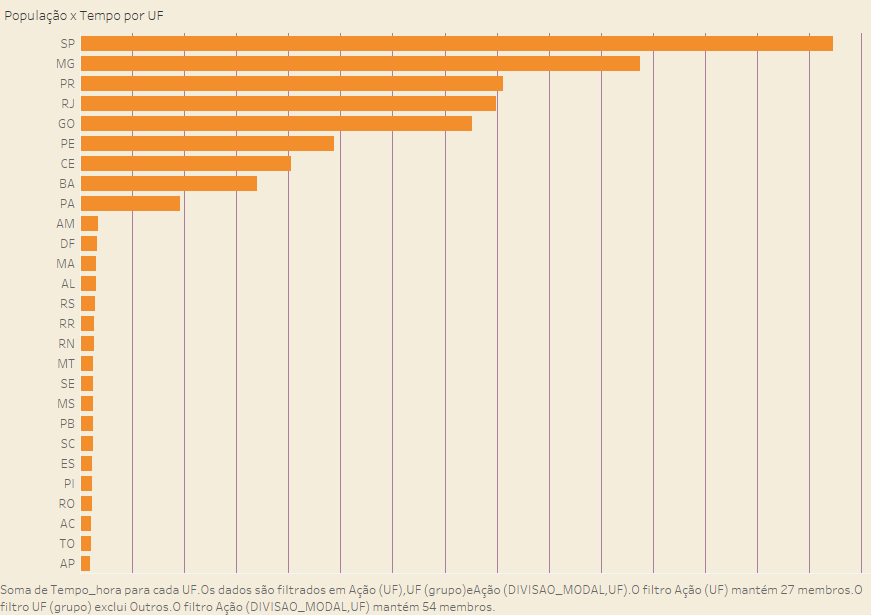 População x Tempo por UF
SP
MG
PR
RJ
GO
PE
CE
BA
PA
AM
DF
MA
AL
RS
RR
RN
MT
SE
MS
PB
SC
ES
PI
RO
AC
TO
AP
Soma de Tempo_hora para cada UF.Os dados são filtrados em Ação (UF),UF (grupo)eAção (DIVISAO_MODAL,UF).O filtro Ação (UF) mantém 27 membros.O
filtro UF (grupo) exclui Outros.O filtro Ação (DIVISAO_MODAL,UF) mantém 54 membros.